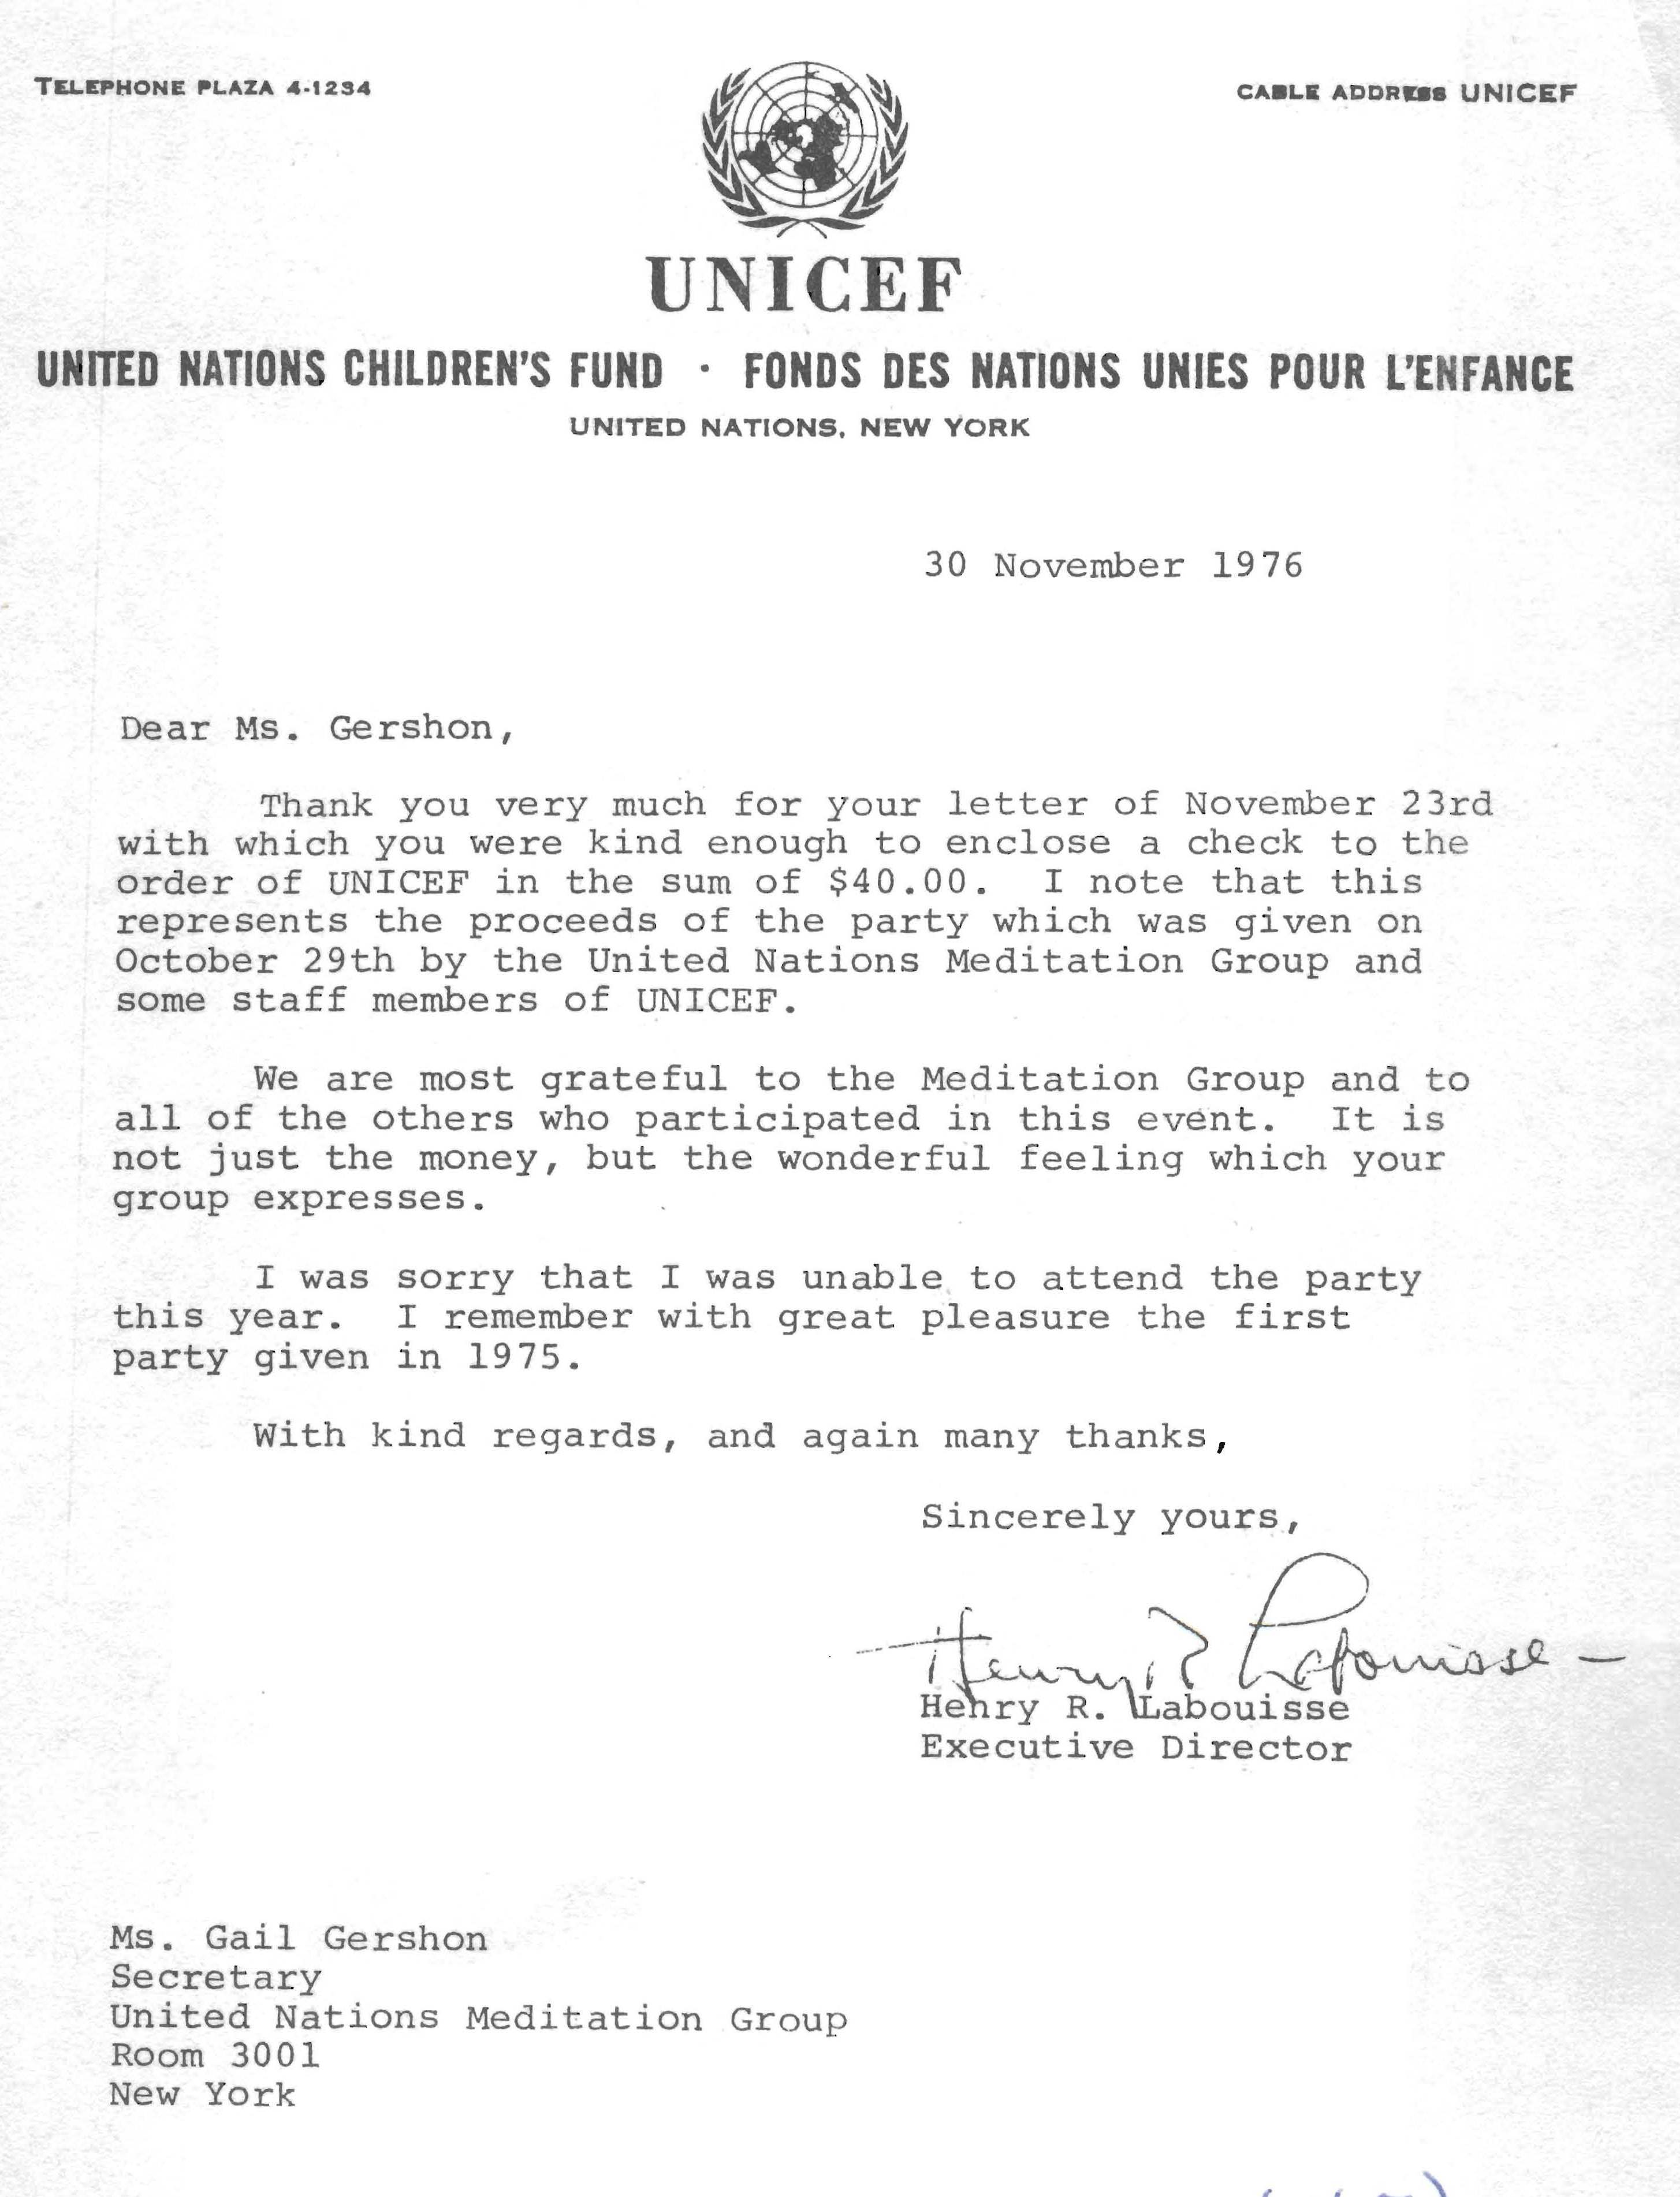 TELEPHONE PLAZA 4-1234
CABLE ADDRESS UNICEF
UNICEF
UNITED NATIONS CHILDREN'S FUND · FONDS DES NATIONS UNIES POUR L'ENFANCE
UNITED NATIONS, NEW YORK
30 November 1976
Dear Ms. Gershon,
Thank you very much for your letter of November 23rd
with which you were kind enough to enclose a check to the
order of UNICEF in the sum of $40.00. I note that this
represents the proceeds of the party which was given on
October 29th by the United Nations Meditation Group and
some staff members of UNICEF.
We are most grateful to the Meditation Group and to
all of the others who participated in this event. It is
not just the money, but the wonderful feeling which your
group expresses.
I was sorry that I was unable to attend the party
this year. I remember with great pleasure the first
party given in 1975.
With kind regards, and again many thanks,
Sincerely yours,
Henry R Labouisse
Henry R. Labouisse
Executive Director
Ms. Gail Gershon
Secretary
United Nations Meditation Group
Room 3001
New York